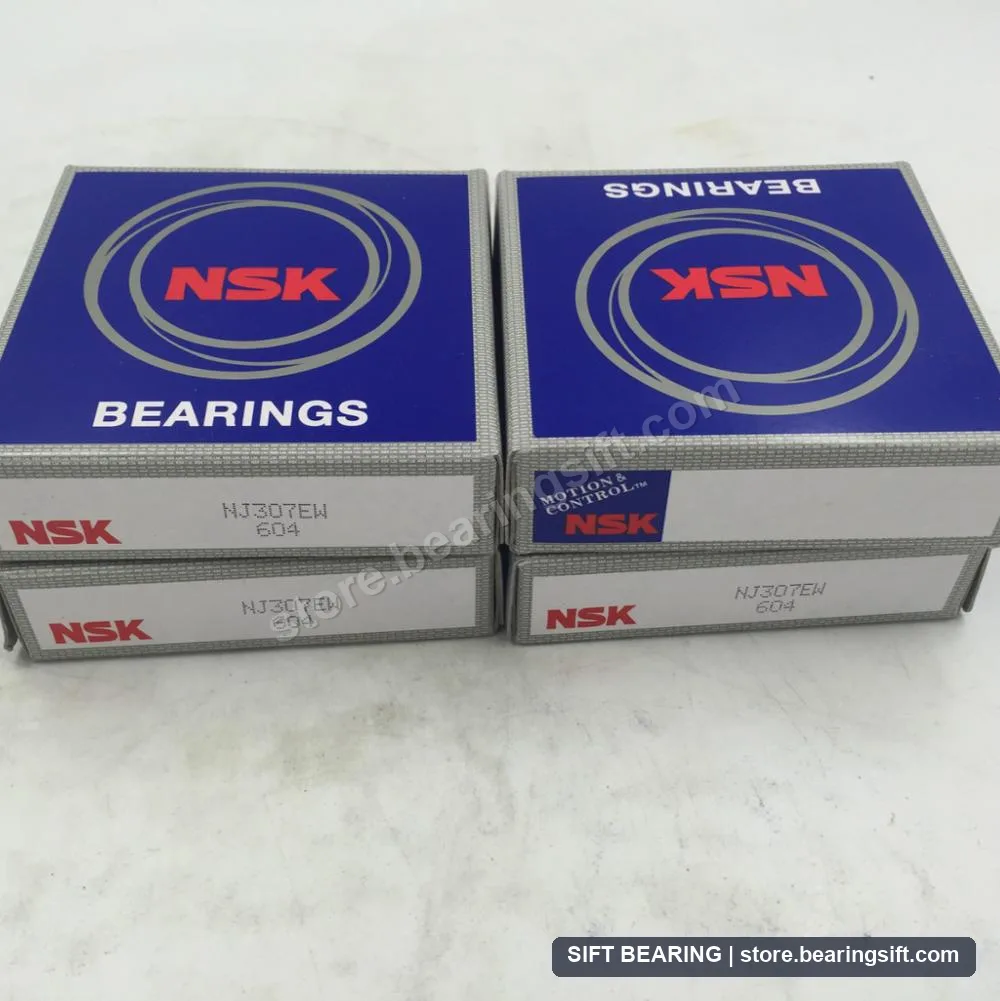 NSK
BEARINGS
NSK
NJ307EW
604
BEARINGS
NSK
MOTION &
CONTROL™
NSK
NSK
NJ307EW
604
NSK
NJ307EW
604
store.bearingsift.com
SIFT BEARING | store.bearingsift.com